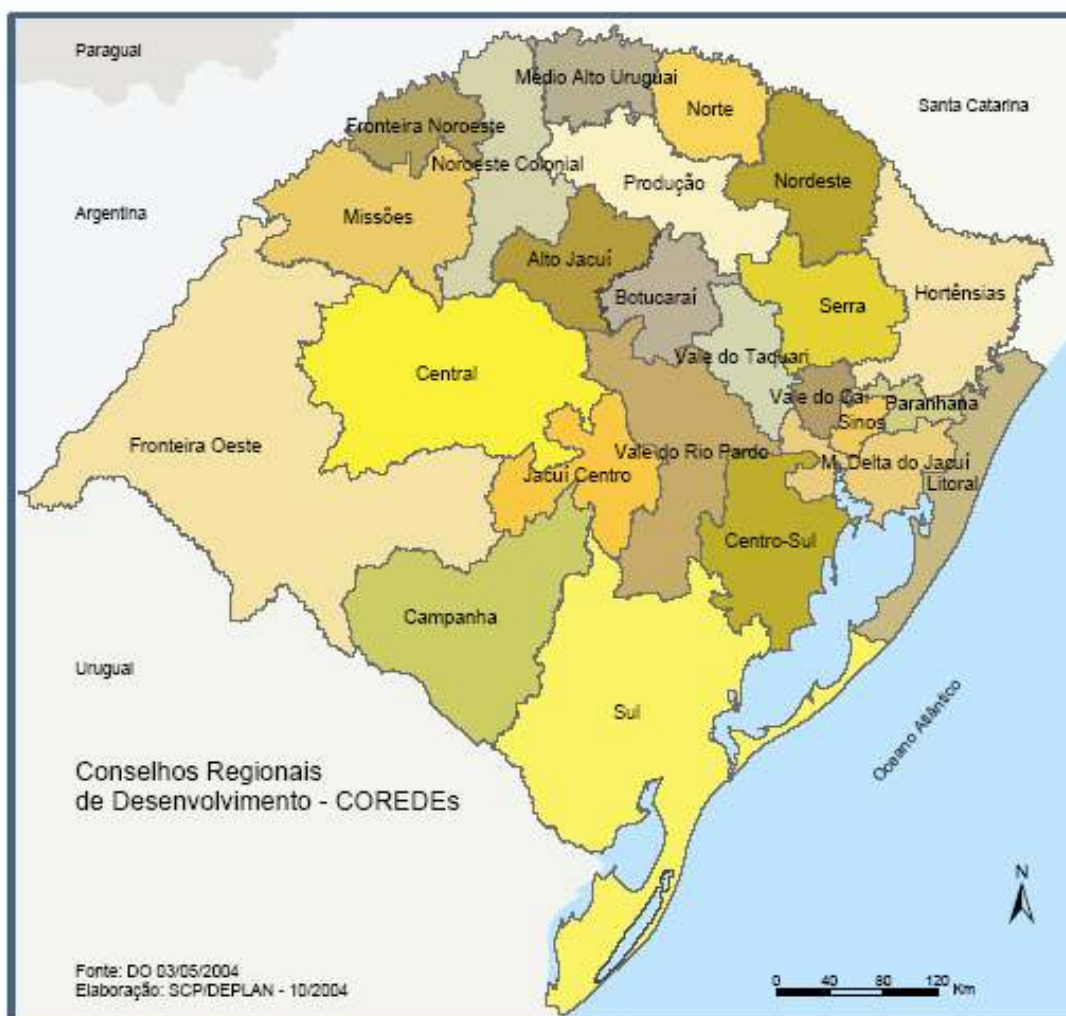 Paraguai
Médio Alto Uruguai
Norte
Santa Catarina
Fronteira Noroeste
Noroeste Colonial
Produção
Nordeste
Argentina
Missões
Alto Jacuí
Botucaraí
Serra
Hortênsias
Vale do Taquari
Central
Vale do Caí
Paranhana
Sinos
Fronteira Oeste
Vale do Rio Pardo
M. Delta do Jacuí
Jacuí Centro
Litoral
Centro-Sul
Campanha
Uruguai
Sul
Oceano Atlântico
Conselhos Regionais
de Desenvolvimento - COREDEs
N
Fonte: DO 03/05/2004
Elaboração: SCP/DEPLAN - 10/2004
0 40 80 120
Km